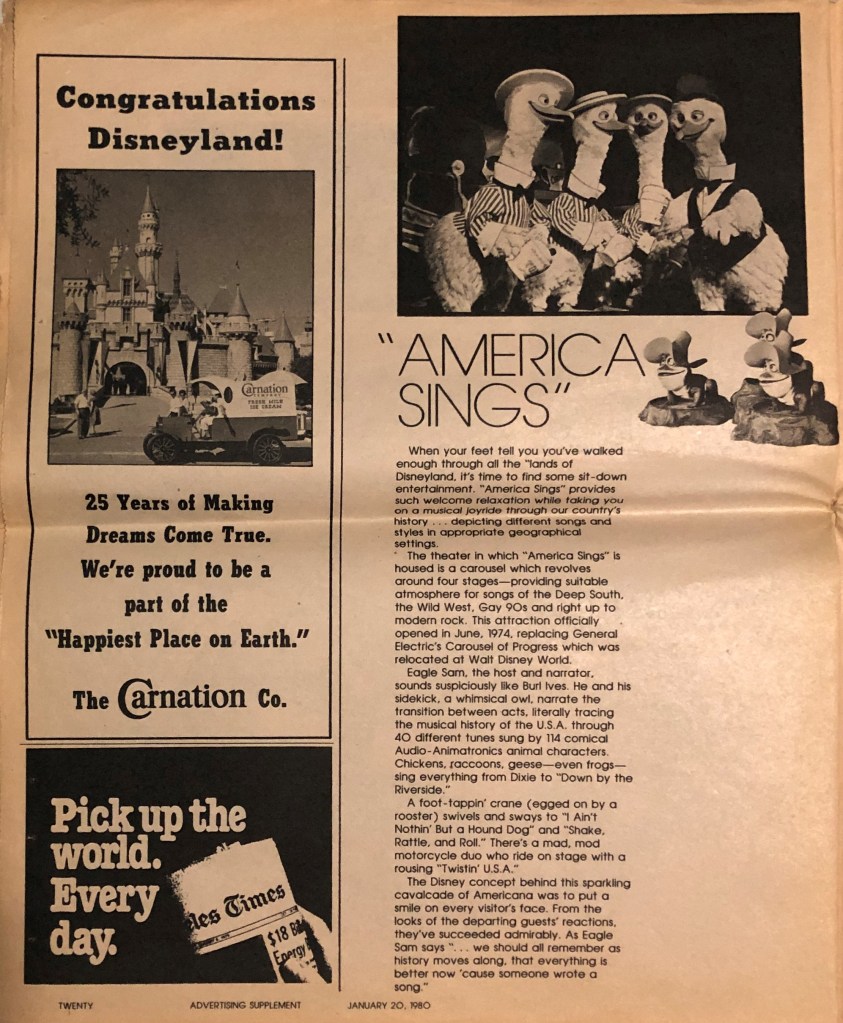 Congratulations
Disneyland!
Carnation
COMPANY
FRESH MILK
ICE CREAM
25 Years of Making
Dreams Come True.
We're proud to be a
part of the
"Happiest Place on Earth."
The Carnation Co.
Pick up the
world.
Every
day.
les Times
$18 Bi
Energy
"AMERICA
SINGS"
When your feet tell you you've walked
enough through all the "lands of
Disneyland, it's time to find some sit-down
entertainment. "America Sings" provides
such welcome relaxation while taking you
on a musical joyride through our country's
history . . . depicting different songs and
styles in appropriate geographical
settings.
The theater in which "America Sings" is
housed is a carousel which revolves
around four stages—providing suitable
atmosphere for songs of the Deep South,
the Wild West, Gay 90s and right up to
modern rock. This attraction officially
opened in June, 1974, replacing General
Electric's Carousel of Progress which was
relocated at Walt Disney World.
Eagle Sam, the host and narrator,
sounds suspiciously like Burl Ives. He and his
sidekick, a whimsical owl, narrate the
transition between acts, literally tracing
the musical history of the U.S.A. through
40 different tunes sung by 114 comical
Audio-Animatronics animal characters.
Chickens, raccoons, geese—even frogs—
sing everything from Dixie to "Down by the
Riverside."
A foot-tappin' crane (egged on by a
rooster) swivels and sways to "I Ain't
Nothin' But a Hound Dog" and "Shake,
Rattle, and Roll." There's a mad, mod
motorcycle duo who ride on stage with a
rousing "Twistin' U.S.A."
The Disney concept behind this sparkling
cavalcade of Americana was to put a
smile on every visitor's face. From the
looks of the departing guests' reactions,
they've succeeded admirably. As Eagle
Sam says ". . . we should all remember as
history moves along, that everything is
better now 'cause someone wrote a
song."
TWENTY ADVERTISING SUPPLEMENT JANUARY 20, 1980